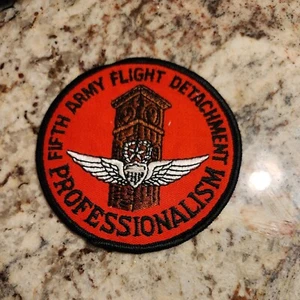 FIFTH ARMY FLIGHT DETACHMENT
PROFESSIONALISM